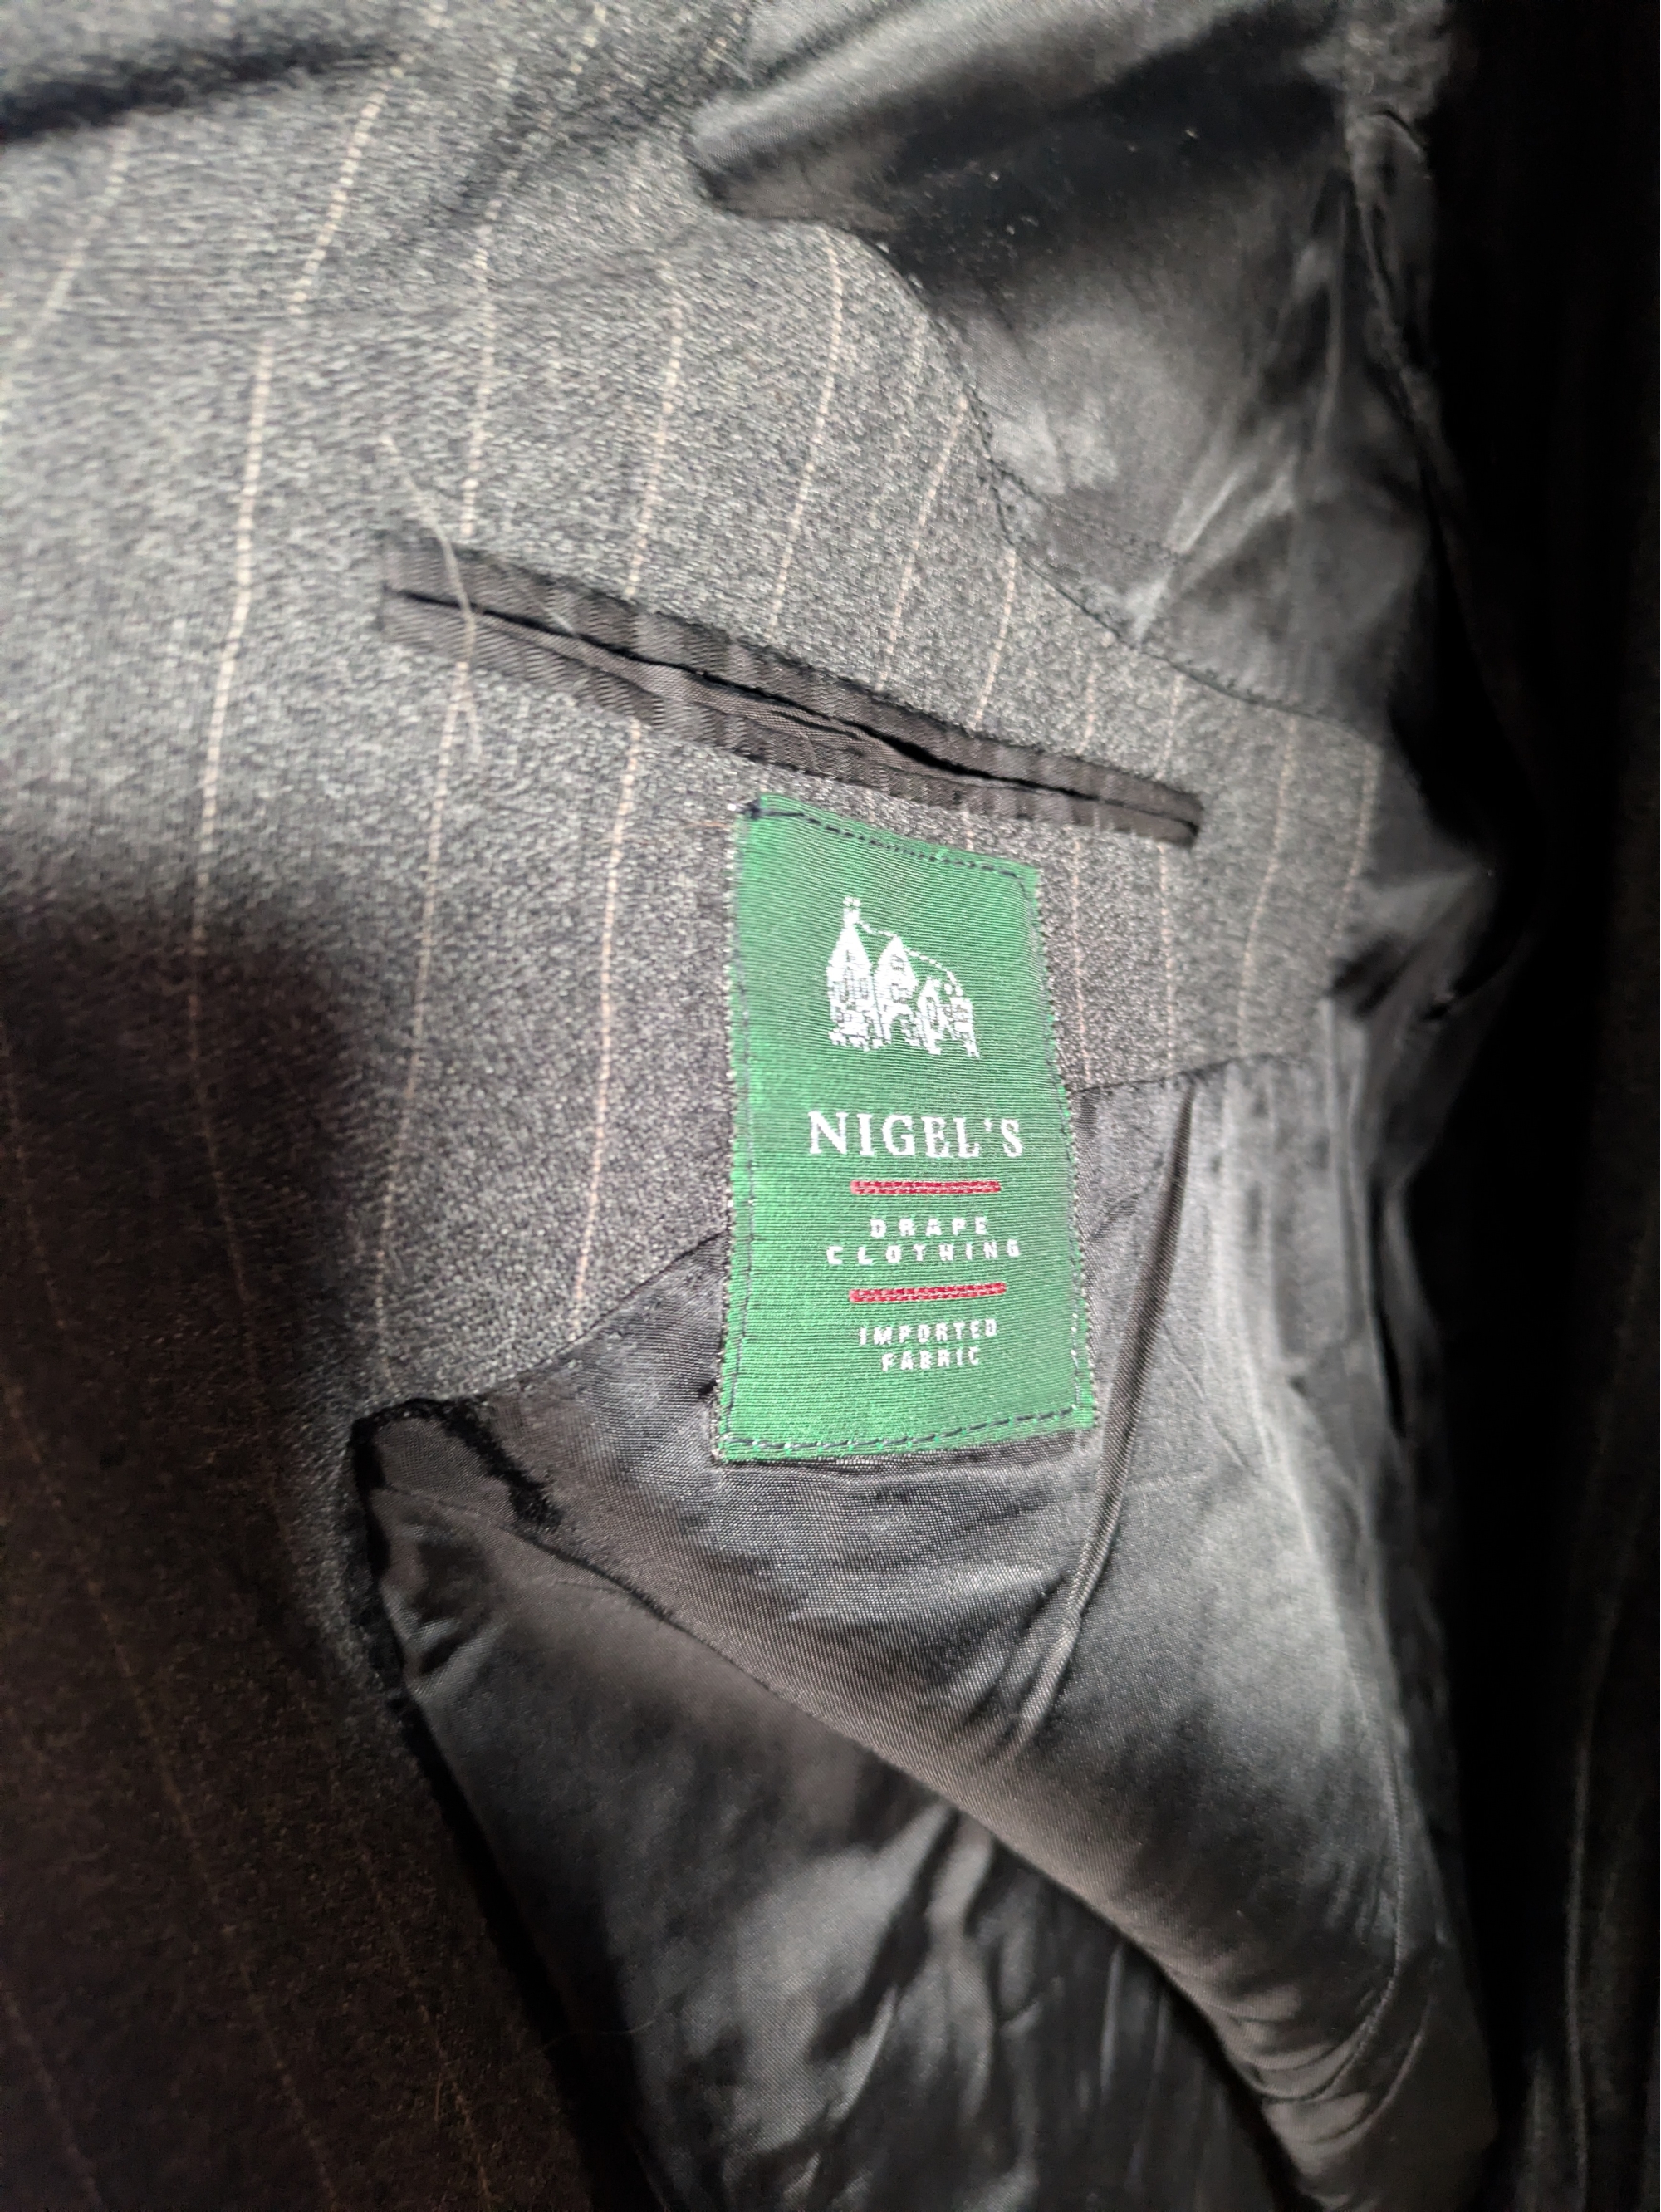 NIGEL'S
DRAPE
CLOTHING
IMPORTED
FABRIC